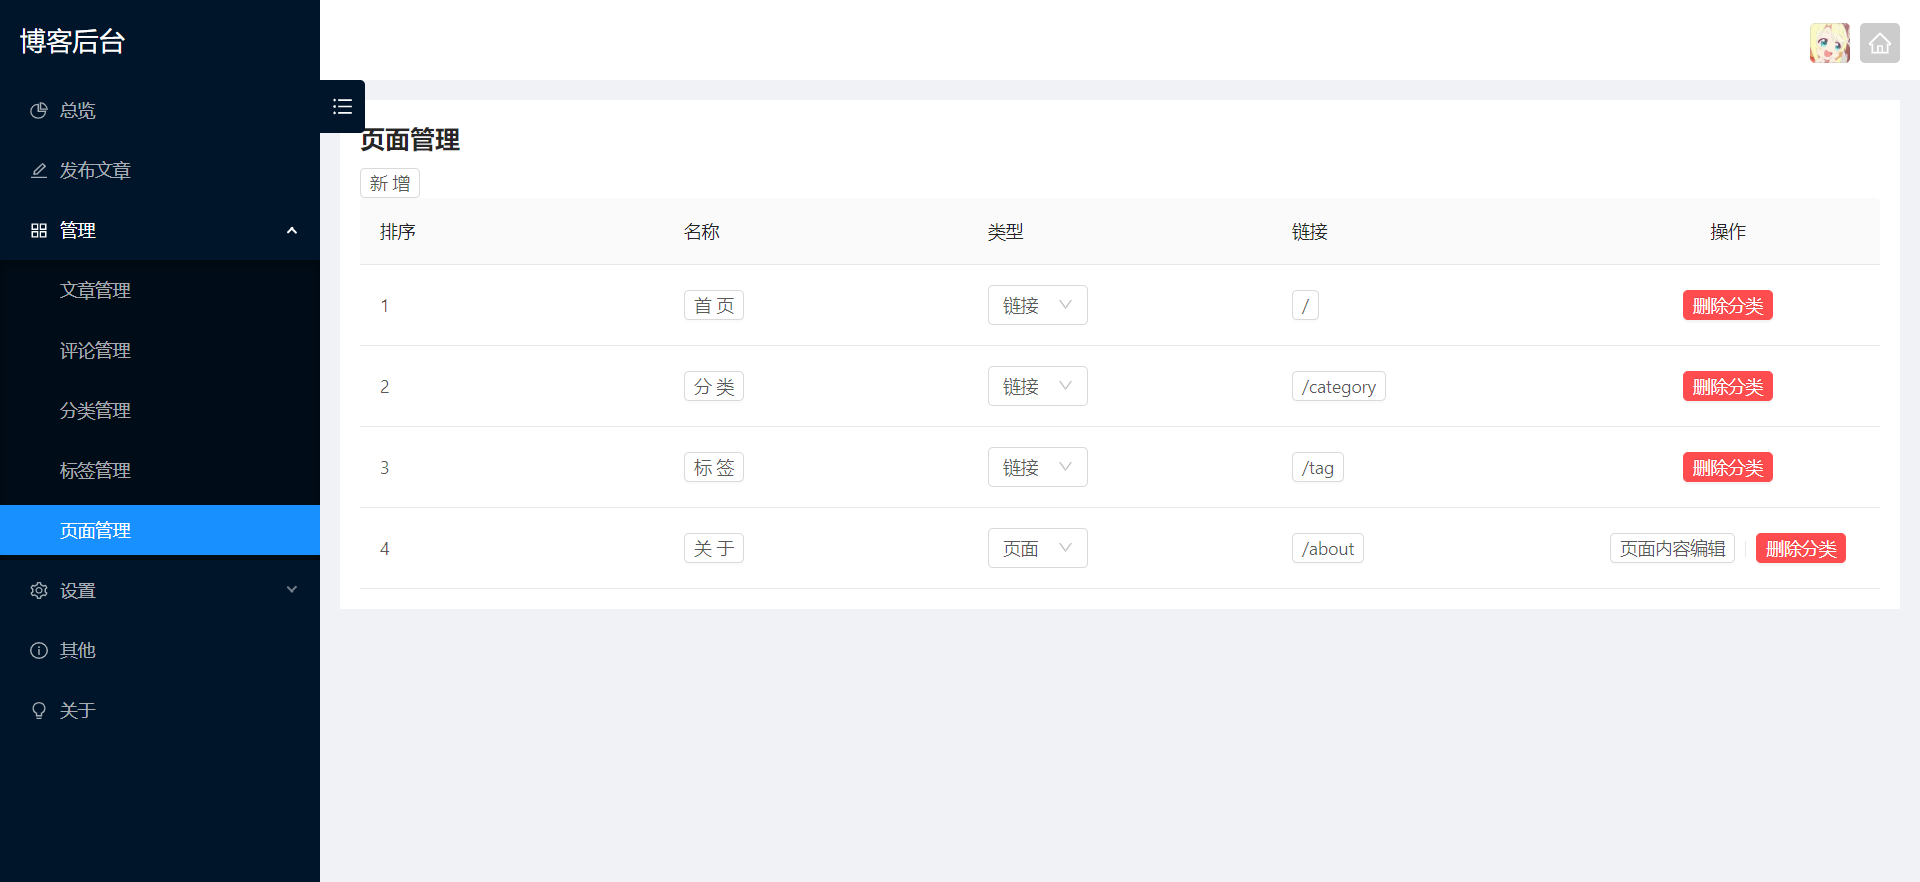 博客后台
总览
发布文章
管理
文章管理
评论管理
分类管理
标签管理
页面管理
设置
其他
关于
页面管理
新 增
排序 名称 类型 链接 操作
1 首 页 链接 / 删除分类
2 分 类 链接 /category 删除分类
3 标 签 链接 /tag 删除分类
4 关 于 页面 /about 页面内容编辑 删除分类